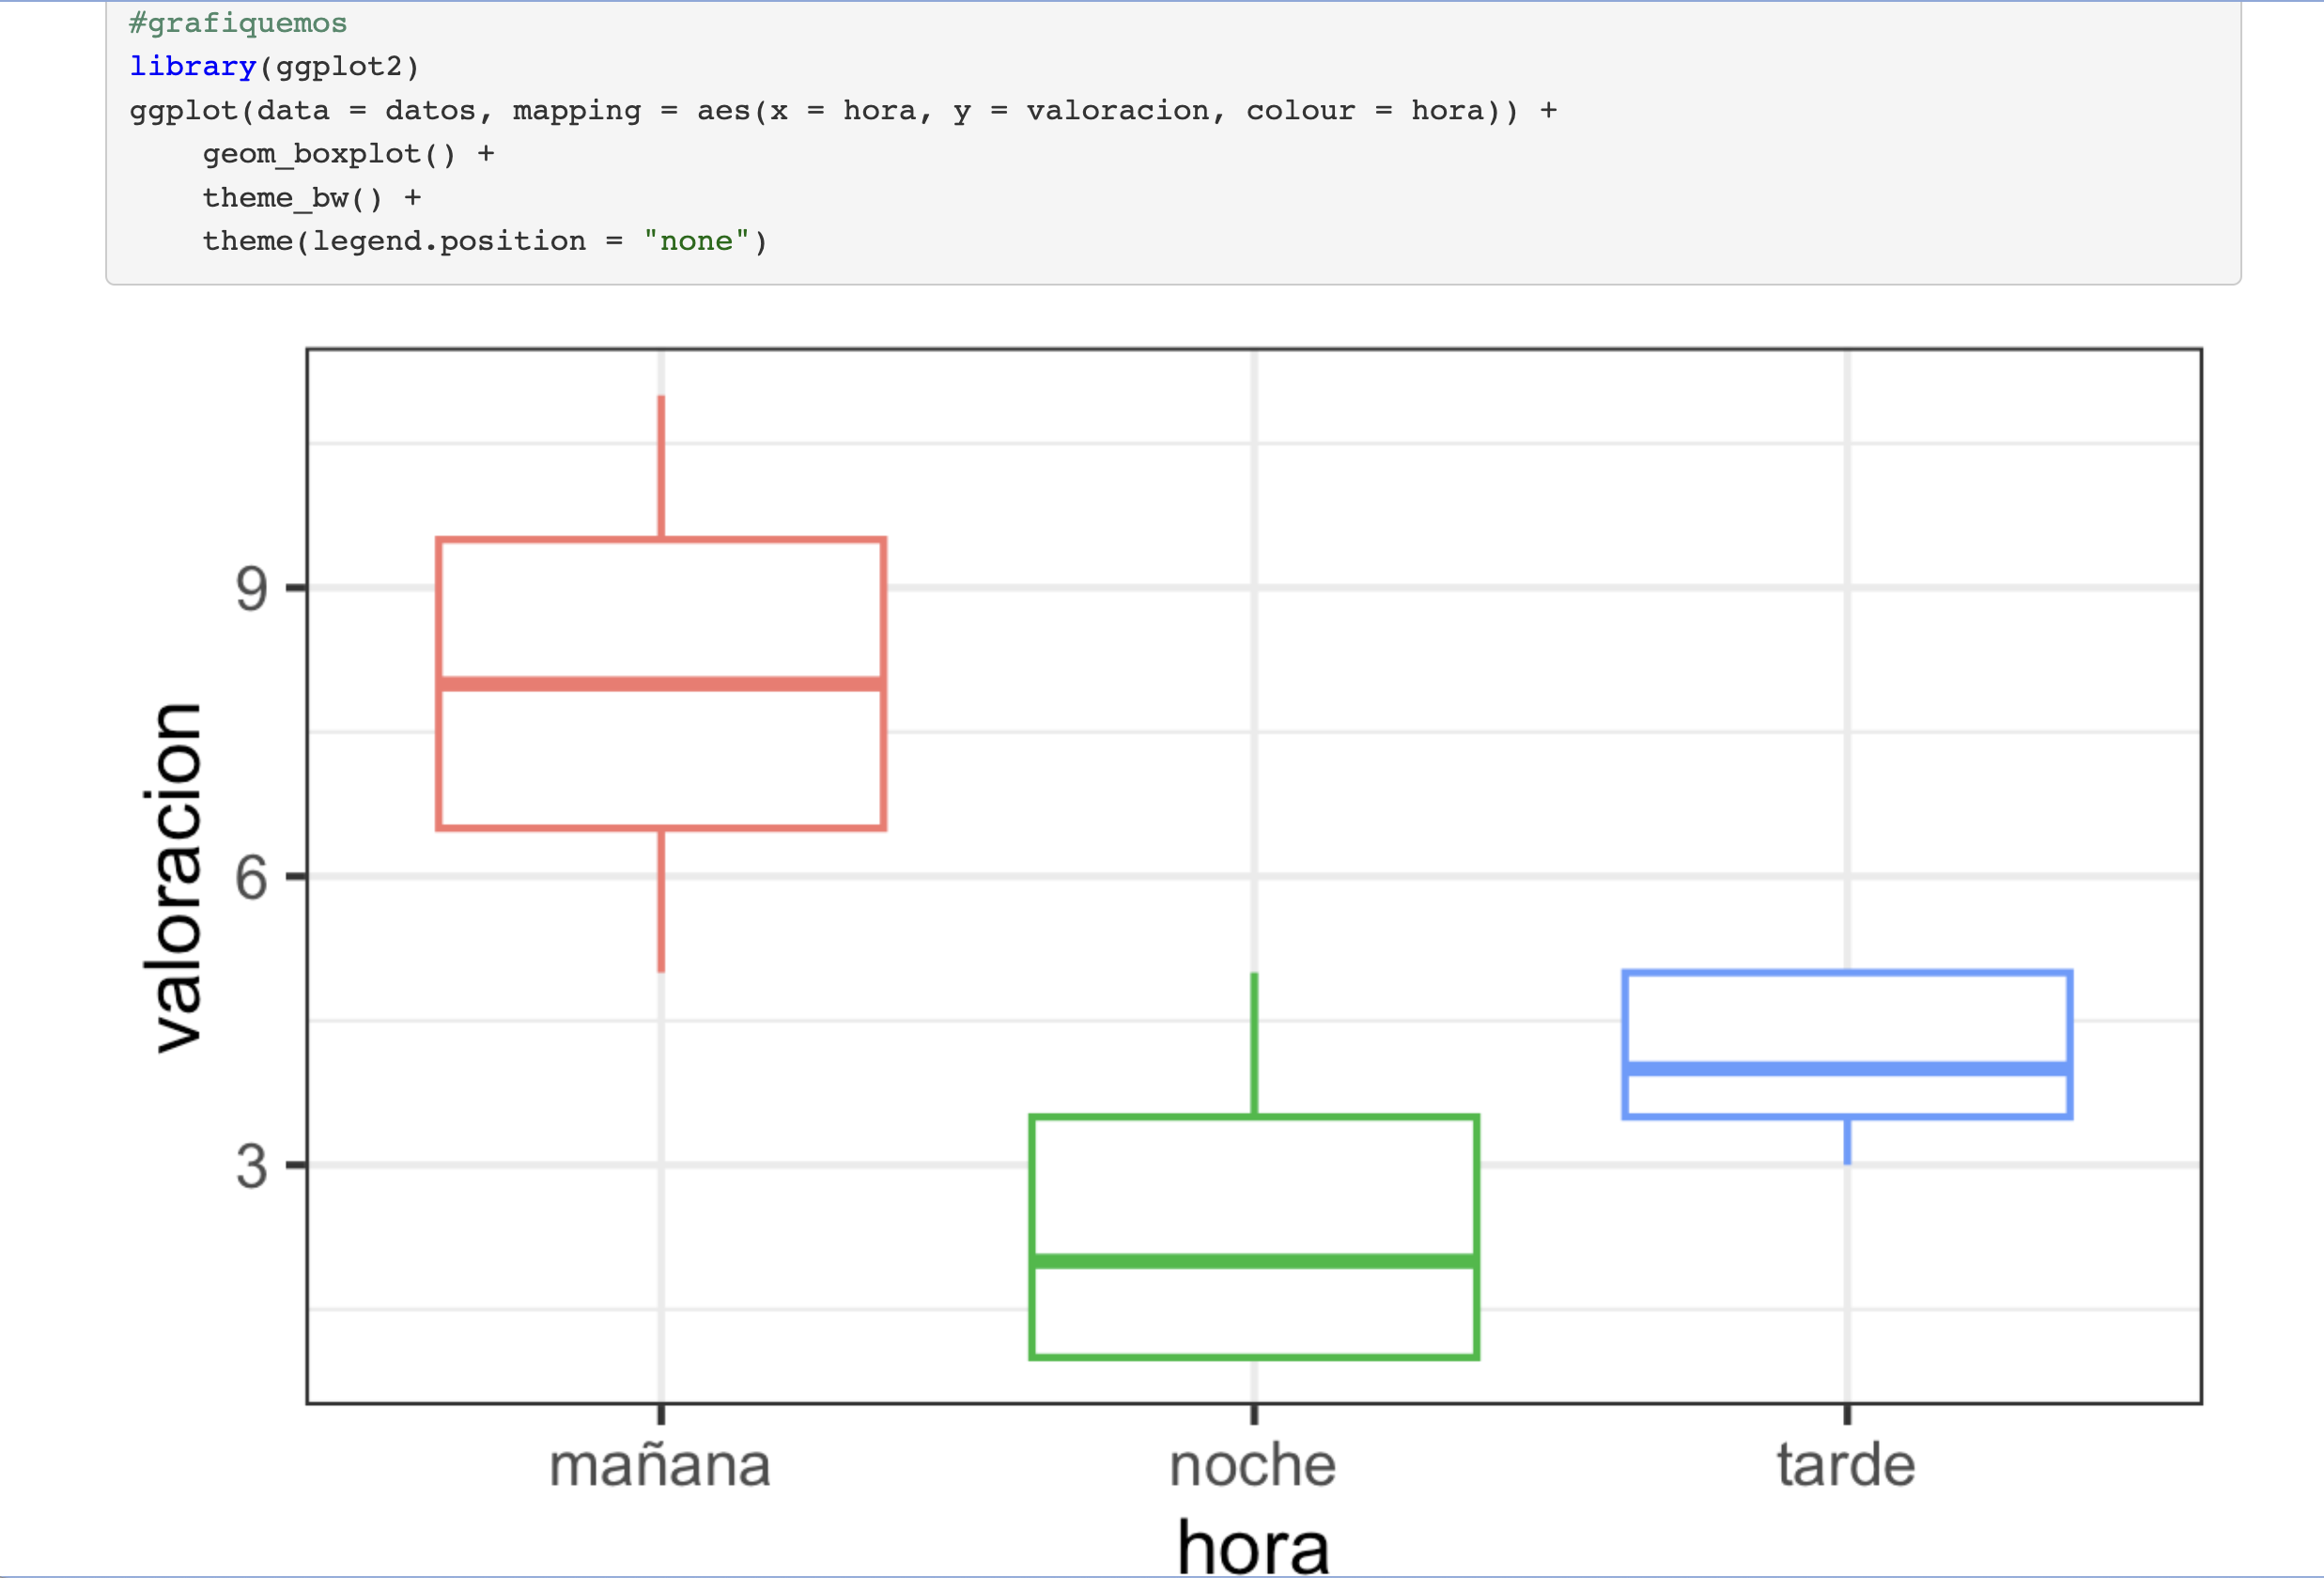 #grafiquemos
library(ggplot2)
ggplot(data = datos, mapping = aes(x = hora, y = valoracion, colour = hora)) +
    geom_boxplot() +
    theme_bw() +
    theme(legend.position = "none")
9
6
3
valoracion
mañana noche tarde
hora